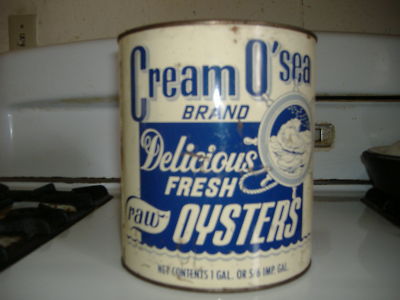 Cream O'sea
BRAND
Delicious
FRESH
raw OYSTERS
NET CONTENTS 1 GAL. OR 5/6 IMP. GAL.